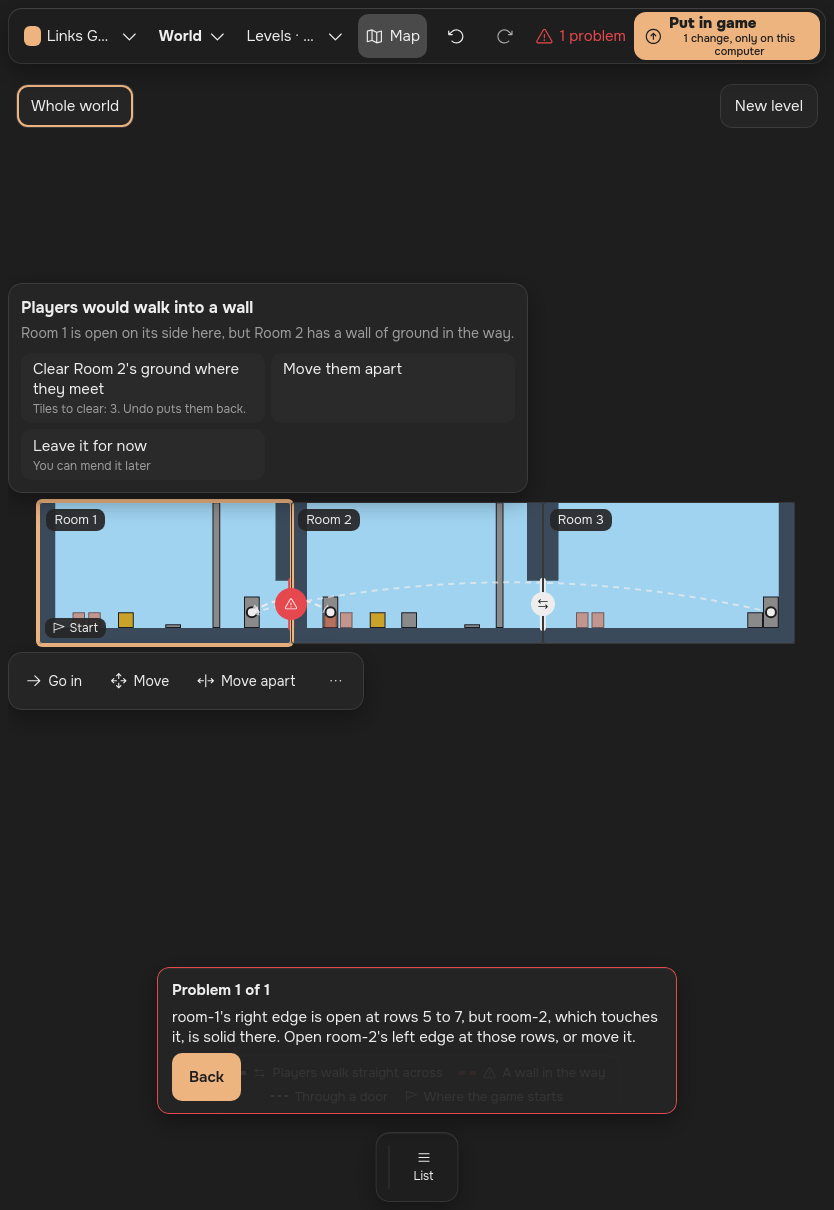 Links G...
World
Levels · ...
Map
1 problem
Put in game
1 change, only on this
computer
Whole world
New level
Players would walk into a wall
Room 1 is open on its side here, but Room 2 has a wall of ground in the way.
Clear Room 2's ground where
they meet
Tiles to clear: 3. Undo puts them back.
Move them apart
Leave it for now
You can mend it later
Room 1
Room 2
Room 3
Start
Go in
Move
Move apart
...
Problem 1 of 1
room-1's right edge is open at rows 5 to 7, but room-2, which touches
it, is solid there. Open room-2's left edge at those rows, or move it.
Back
Players walk straight across
A wall in the way
Through a door
Where the game starts
List